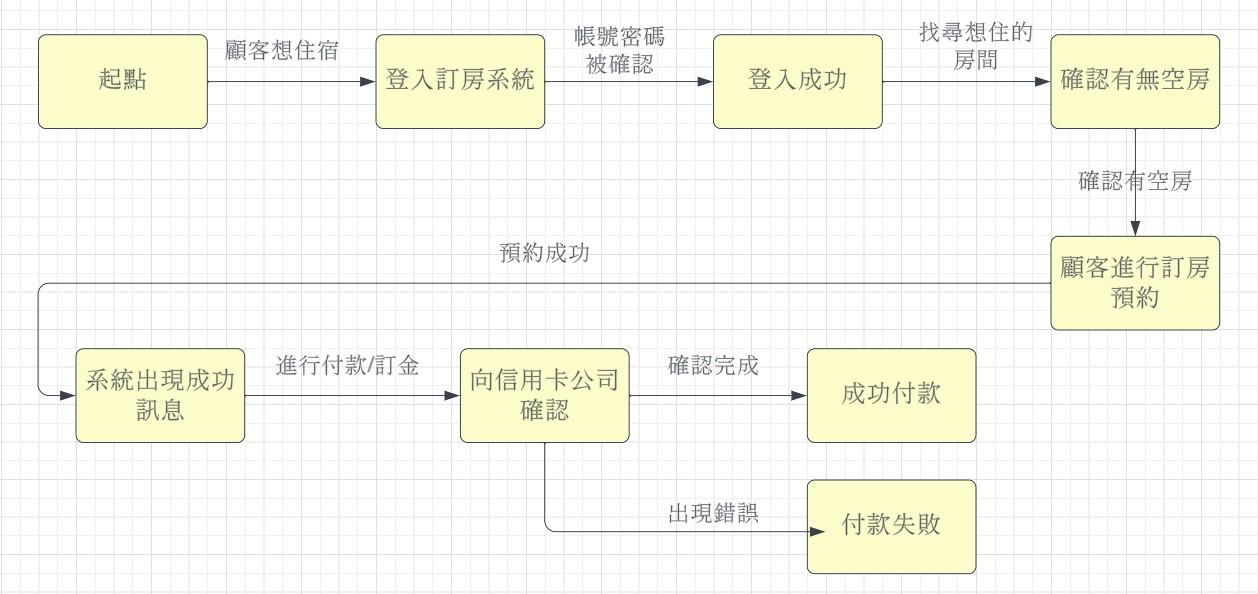 起點
顧客想住宿
登入訂房系統
帳號密碼
被確認
登入成功
找尋想住的
房間
確認有無空房
確認有空房
顧客進行訂房
預約
預約成功
系統出現成功
訊息
進行付款/訂金
向信用卡公司
確認
確認完成
成功付款
出現錯誤
付款失敗